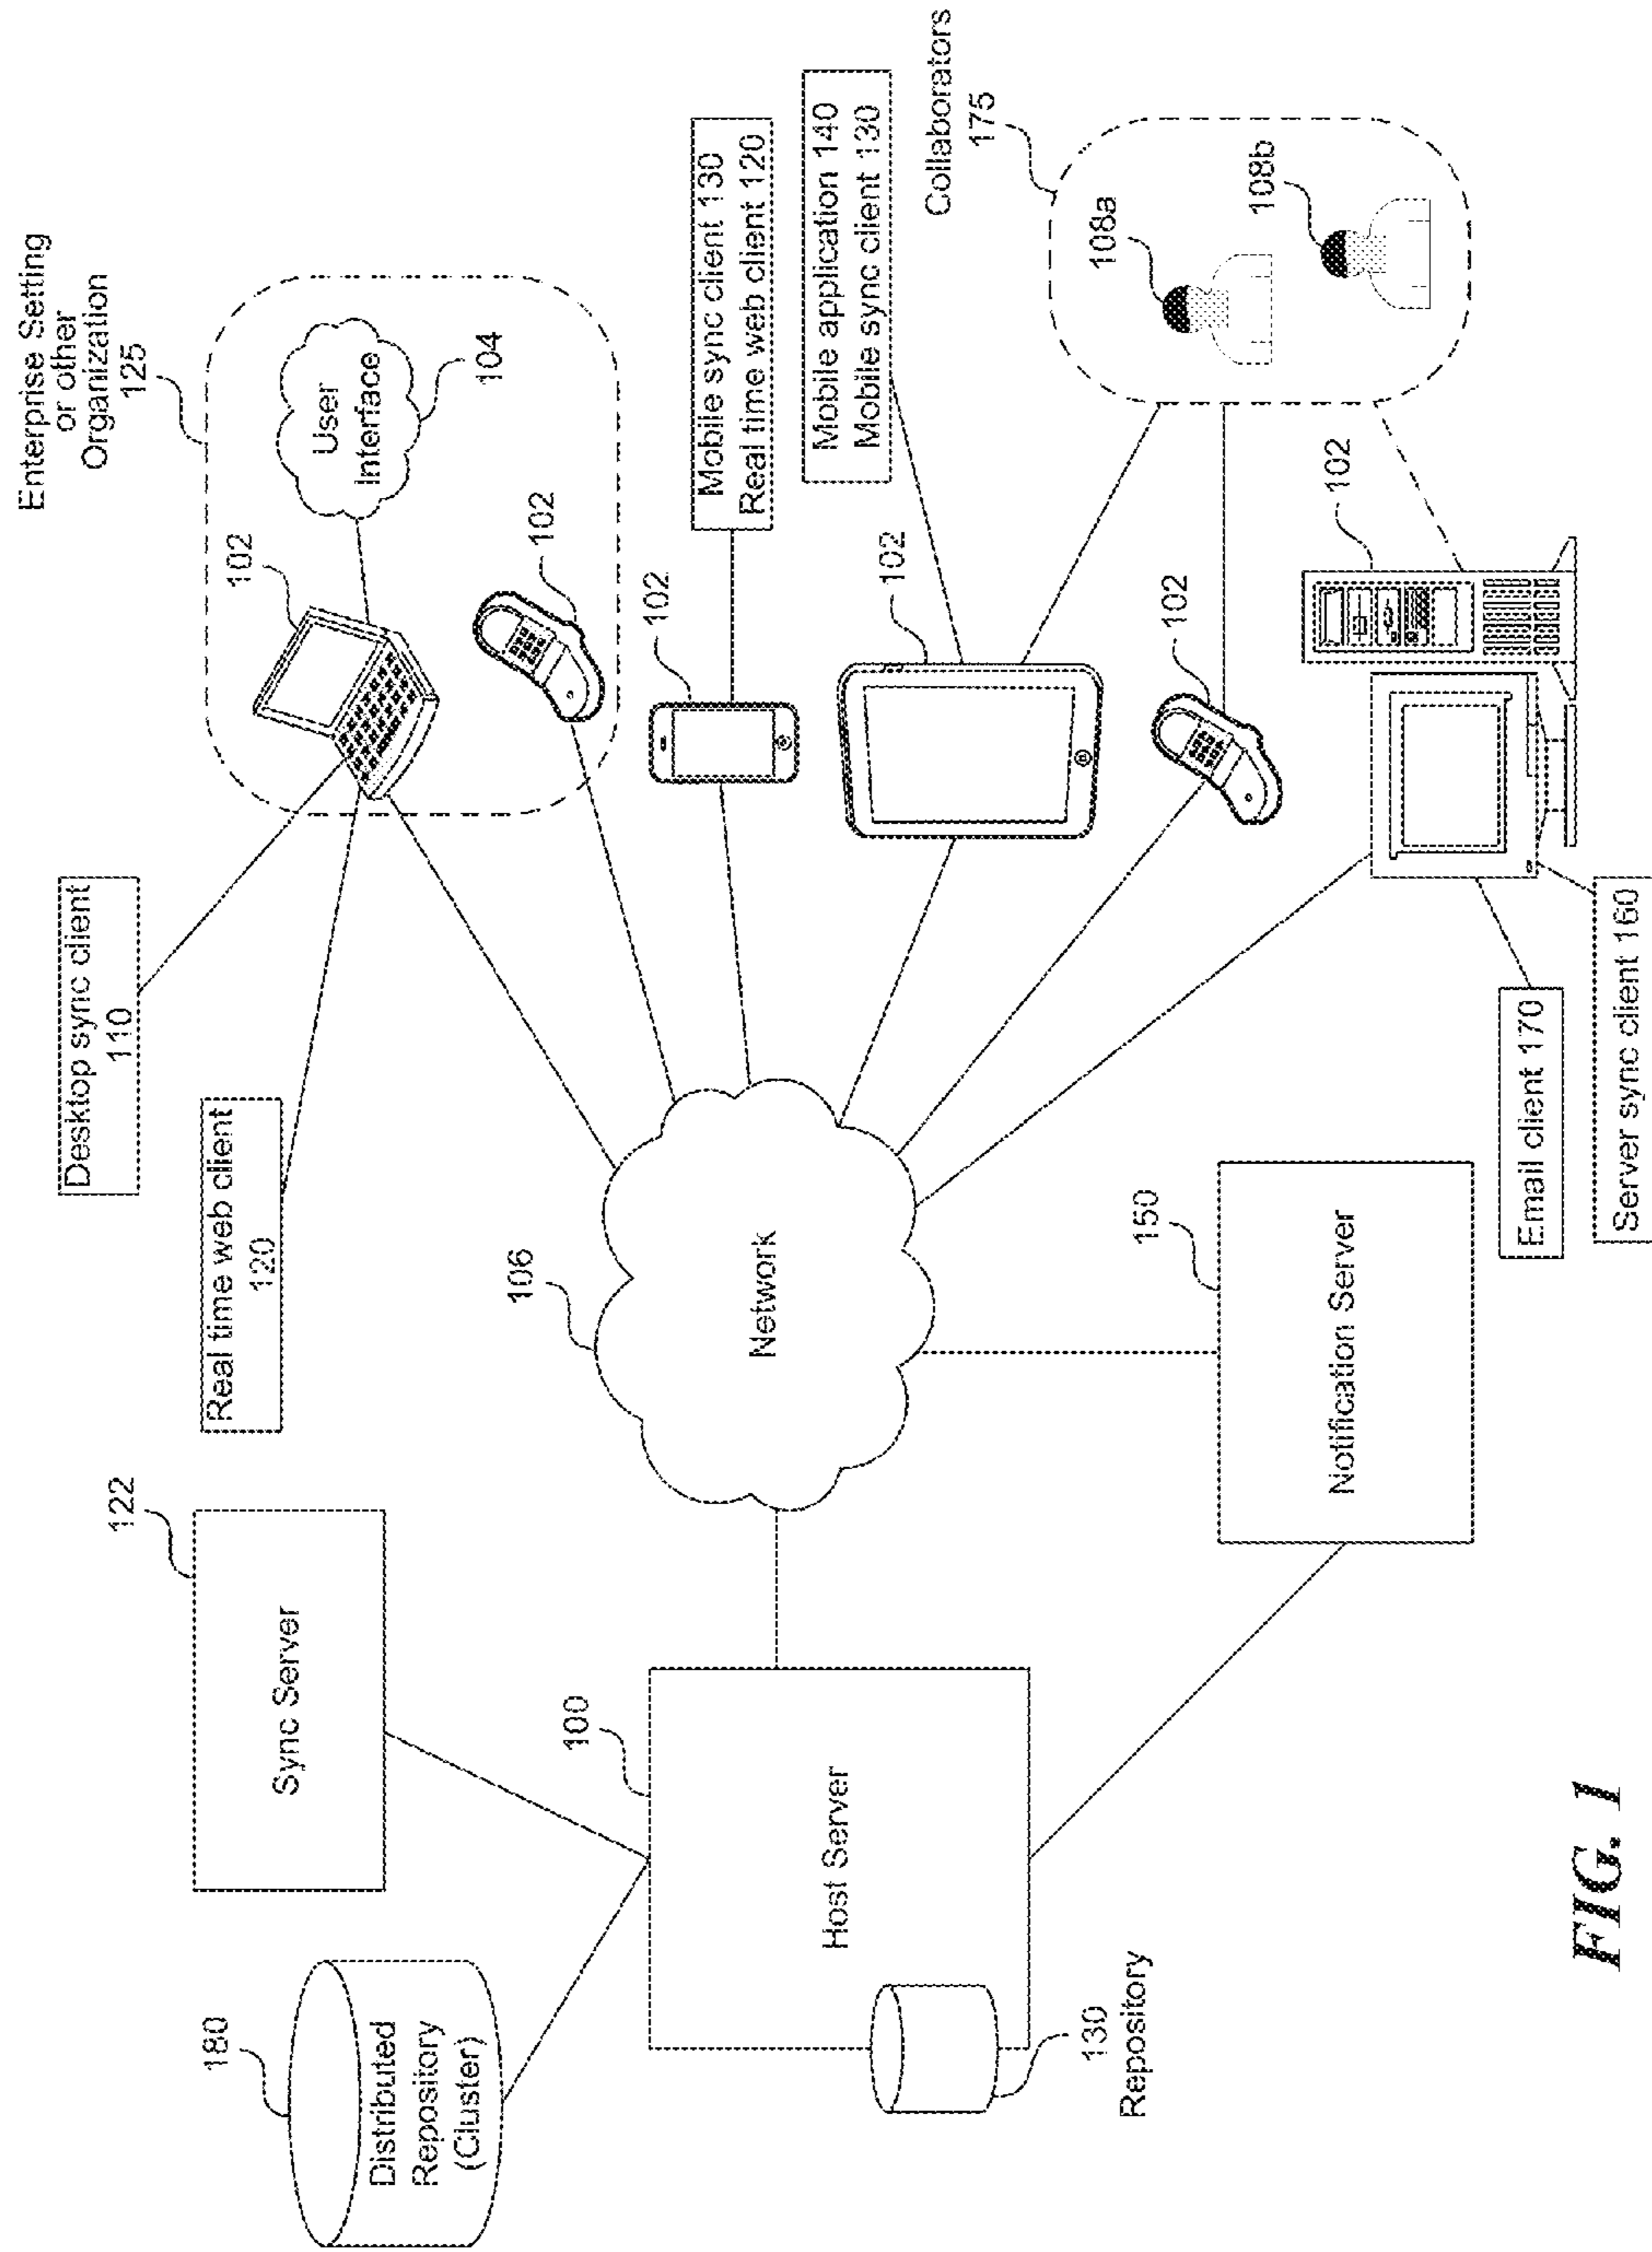 Enterprise Setting
or other
Organization
125
Desktop sync client
110
Real time web client
120
102
User
Interface
104
102
122
Sync Server
180
Distributed
Repository
(Cluster)
106
Network
102
Mobile sync client 130
Real time web client 120
100
Host Server
102
Mobile application 140
Mobile sync client 130
Collaborators
175
108a
108b
102
130
Repository
150
Notification Server
102
Email client 170
Server sync client 160
FIG. 1